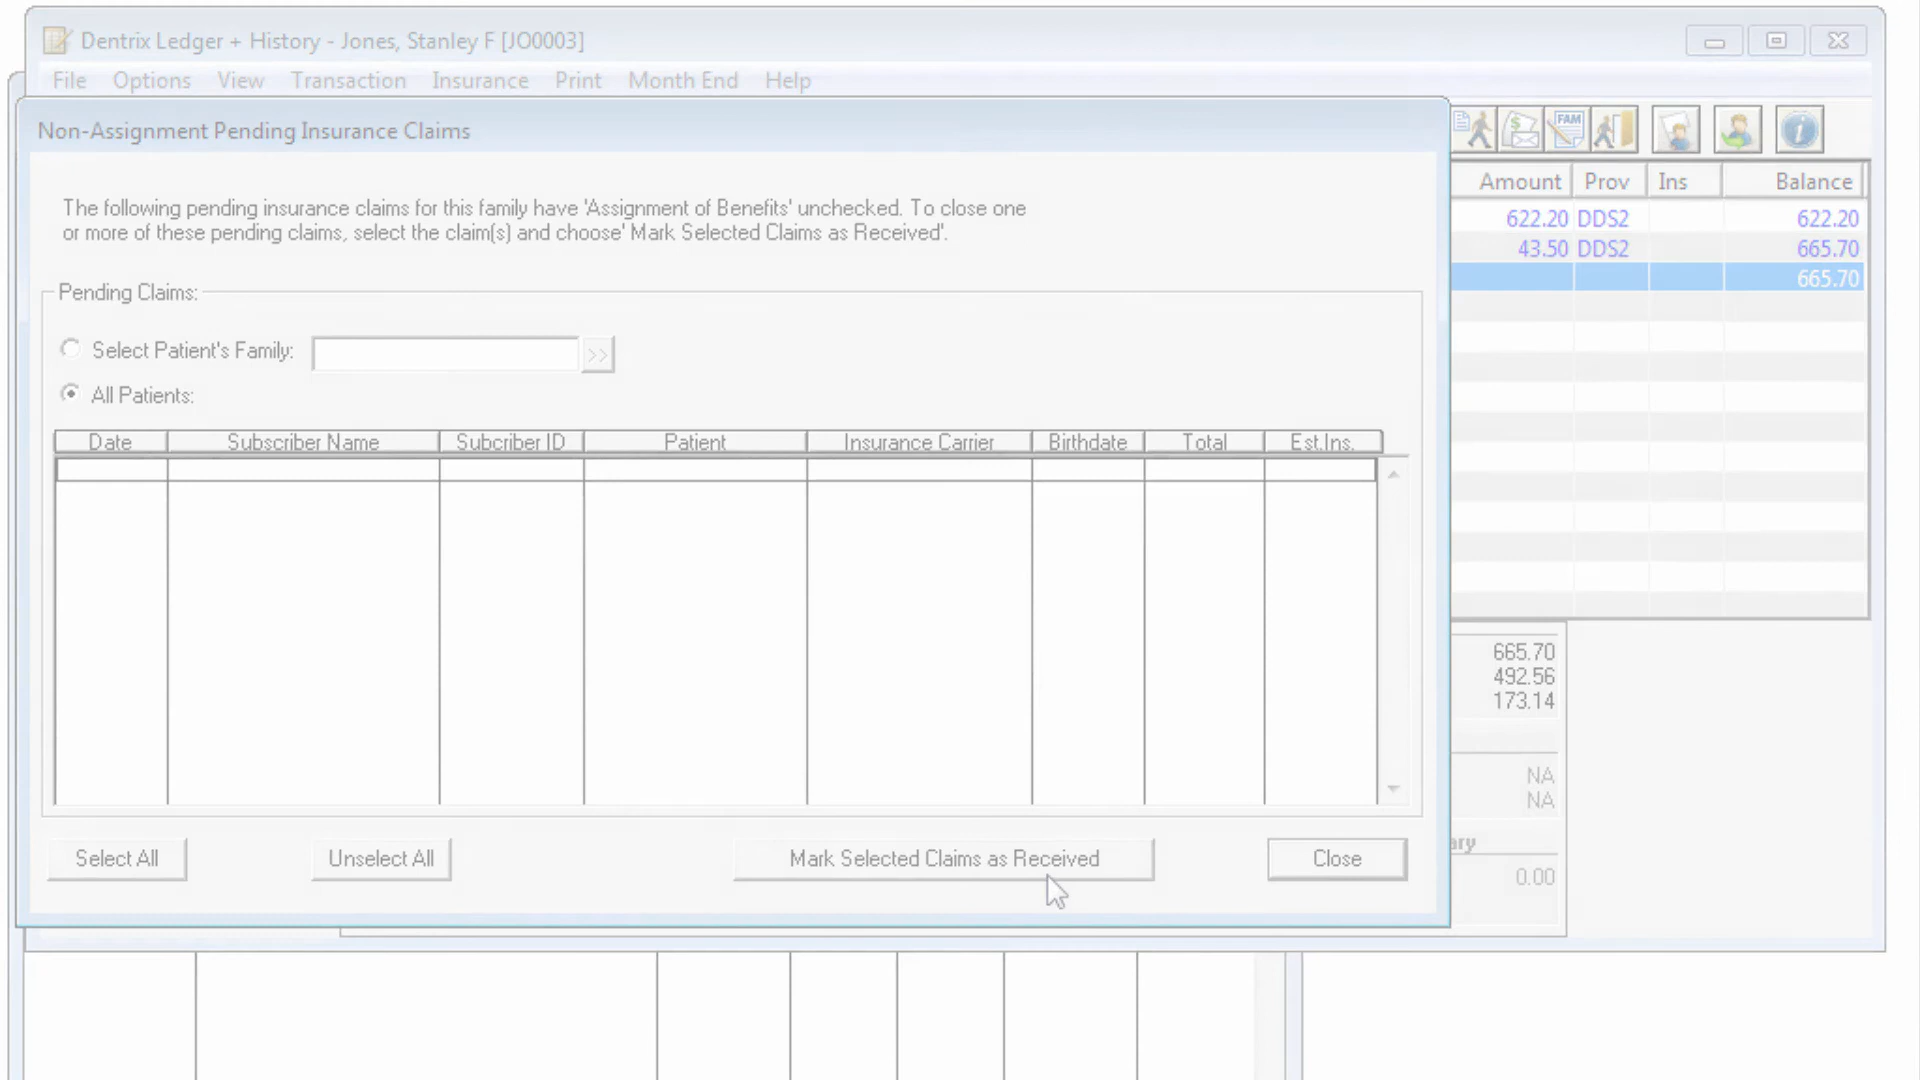 Dentrix Ledger + History - Jones, Stanley F [JO0003]
File Options View Transaction Insurance Print Month End Help
Non-Assignment Pending Insurance Claims
FAM
Amount Prov Ins Balance
622.20 DDS2 622.20
43.50 DDS2 665.70
665.70
The following pending insurance claims for this family have 'Assignment of Benefits' unchecked. To close one
or more of these pending claims, select the claim(s) and choose' Mark Selected Claims as Received'.
Pending Claims:
Select Patient's Family: >>
All Patients:
Date Subscriber Name Subcriber ID Patient Insurance Carrier Birthdate Total Est.Ins.
665.70
492.56
173.14
NA
NA
ary
0.00
Select All Unselect All Mark Selected Claims as Received Close